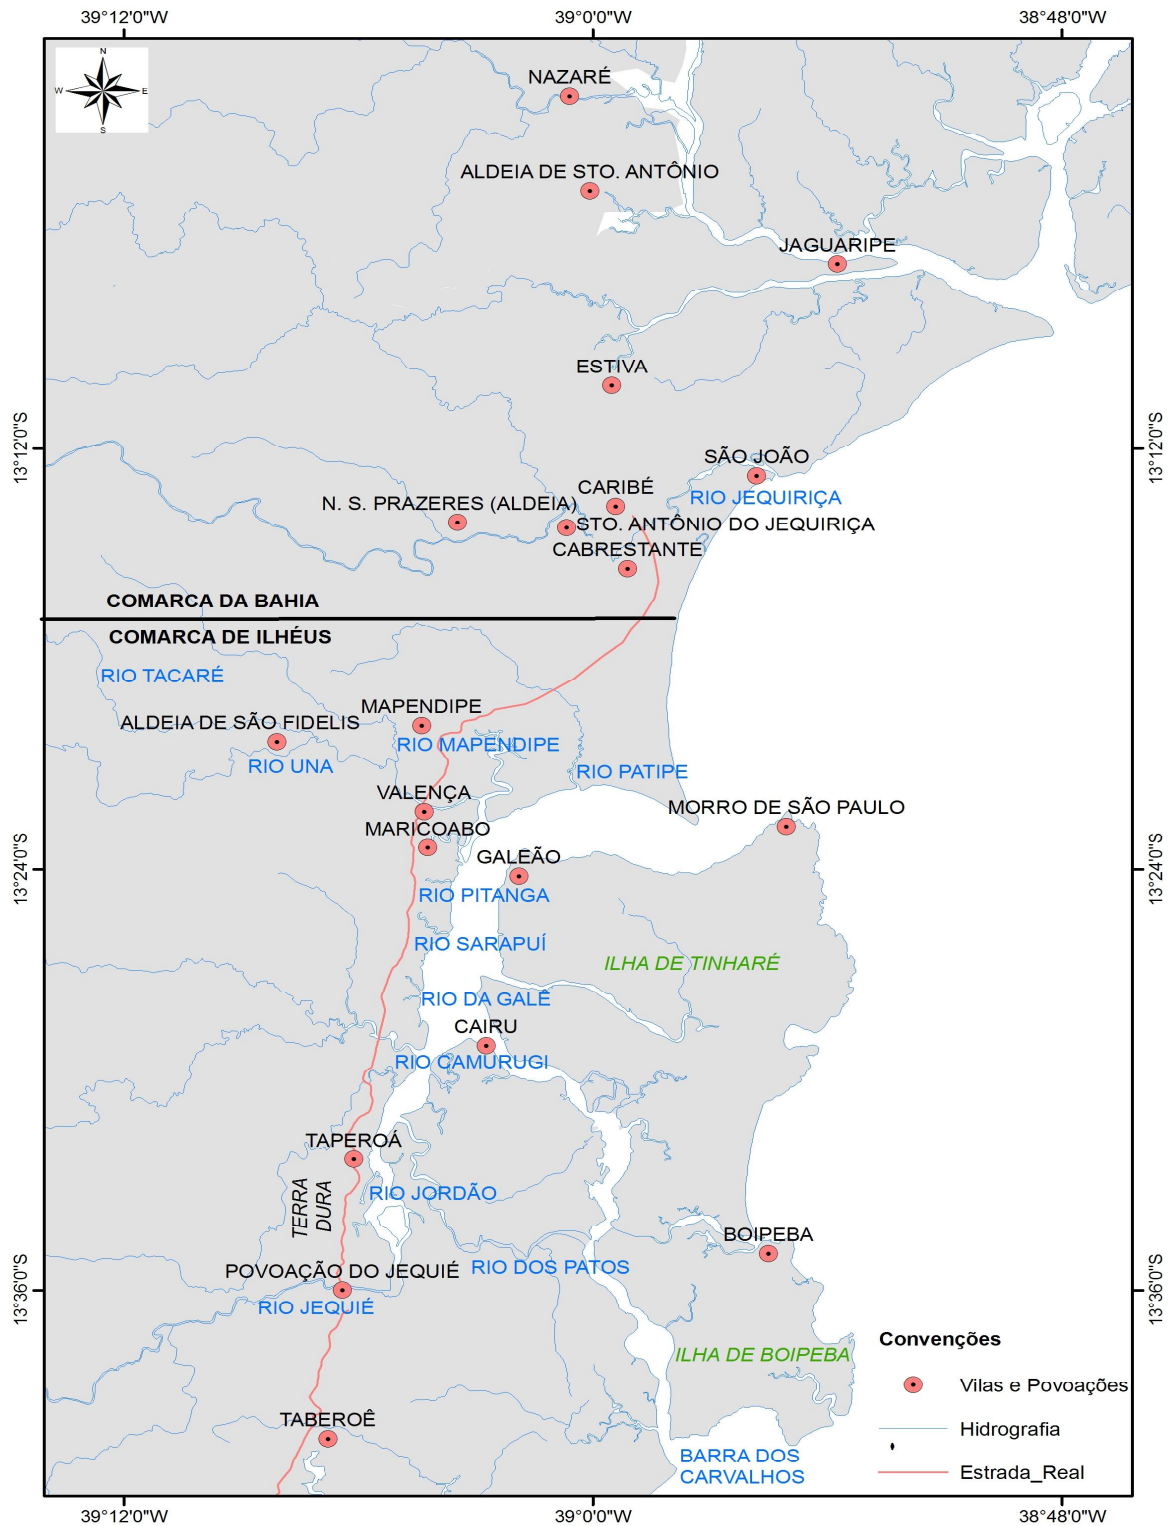 39°12'0"W
39°0'0"W
38°48'0"W
N
W
E
S
NAZARÉ
ALDEIA DE STO. ANTÔNIO
JAGUARIPE
ESTIVA
13°12'0"S
13°12'0"S
SÃO JOÃO
CARIBÉ
RIO JEQUIRIÇA
N. S. PRAZERES (ALDEIA)
STO. ANTÔNIO DO JEQUIRIÇA
CABRESTANTE
COMARCA DA BAHIA
COMARCA DE ILHÉUS
RIO TACARÉ
MAPENDIPE
ALDEIA DE SÃO FIDELIS
RIO MAPENDIPE
RIO UNA
RIO PATIPE
VALENÇA
MORRO DE SÃO PAULO
MARICOABO
GALEÃO
13°24'0"S
13°24'0"S
RIO PITANGA
RIO SARAPUÍ
ILHA DE TINHARÉ
RIO DA GALÊ
CAIRU
RIO CAMURUGI
TAPEROÁ
RIO JORDÃO
TERRA
DURA
BOIPEBA
RIO DOS PATOS
POVOAÇÃO DO JEQUIÉ
13°36'0"S
13°36'0"S
RIO JEQUIÉ
Convenções
ILHA DE BOIPEBA
Vilas e Povoações
TABEROÊ
Hidrografia
BARRA DOS
CARVALHOS
Estrada_Real
39°12'0"W
39°0'0"W
38°48'0"W